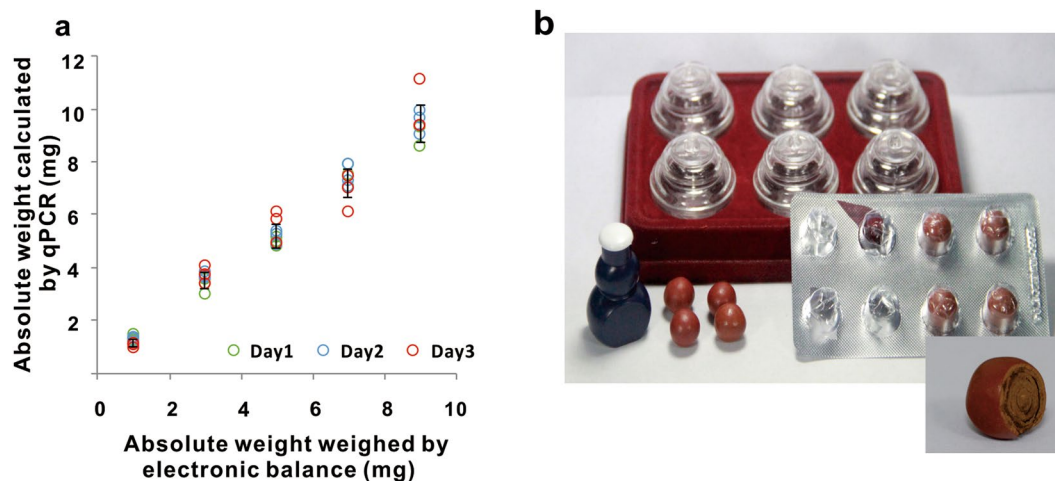 a
Absolute weight calculated
by qPCR (mg)
12
10
8
6
4
2
Day1 Day2 Day3
0 2 4 6 8 10
Absolute weight weighed by
electronic balance (mg)
b